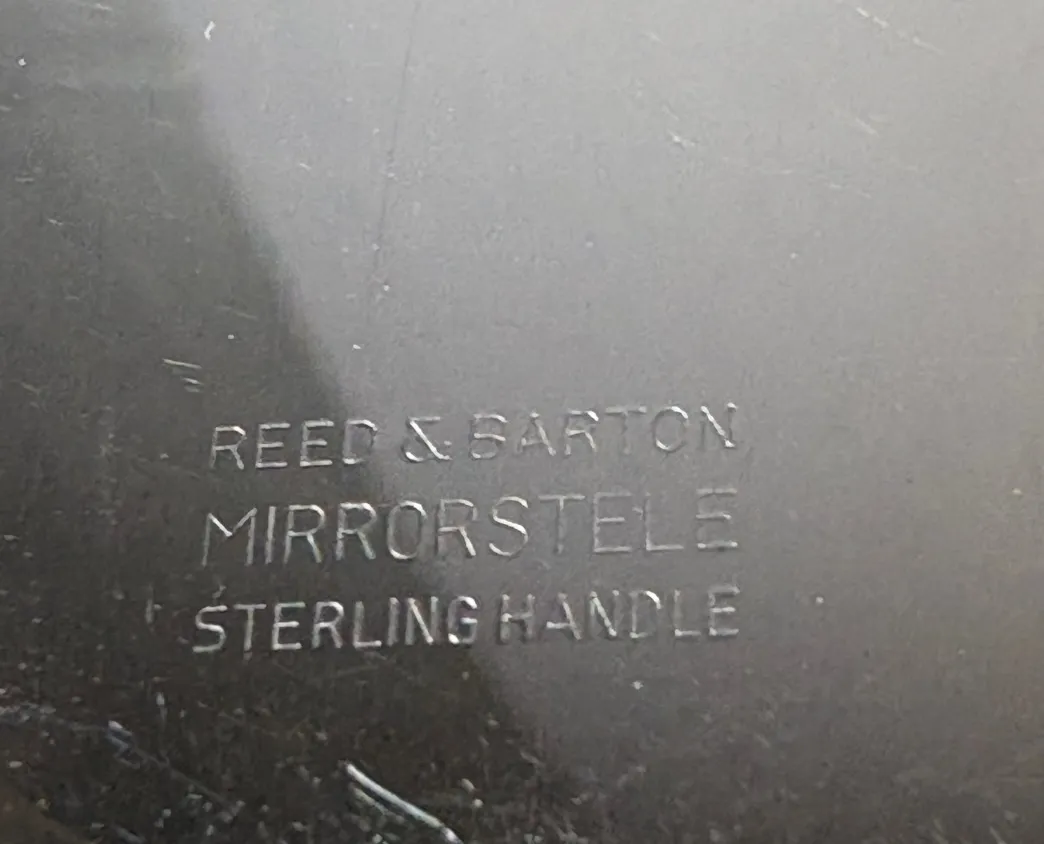 REED & BARTON
MIRRORSTELE
STERLING HANDLE